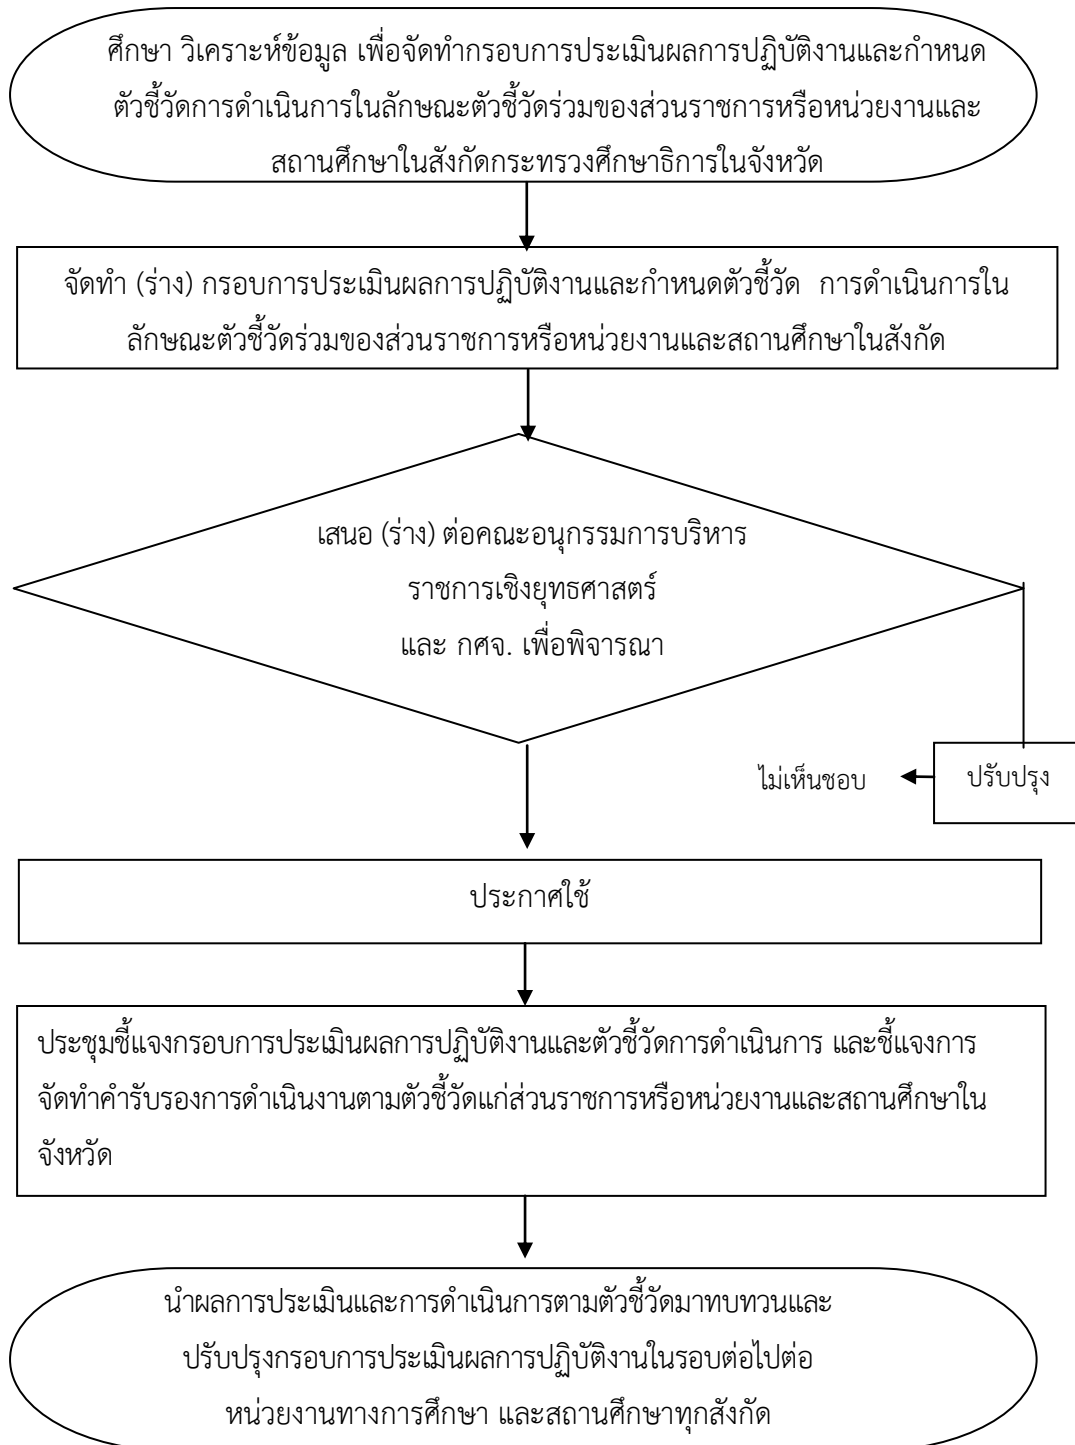 ศึกษา วิเคราะห์ข้อมูล เพื่อจัดทำกรอบการประเมินผลการปฏิบัติงานและกำหนด
ตัวชี้วัดการดำเนินการในลักษณะตัวชี้วัดร่วมของส่วนราชการหรือหน่วยงานและ
สถานศึกษาในสังกัดกระทรวงศึกษาธิการในจังหวัด
จัดทำ (ร่าง) กรอบการประเมินผลการปฏิบัติงานและกำหนดตัวชี้วัด การดำเนินการใน
ลักษณะตัวชี้วัดร่วมของส่วนราชการหรือหน่วยงานและสถานศึกษาในสังกัด
เสนอ (ร่าง) ต่อคณะอนุกรรมการบริหาร
ราชการเชิงยุทธศาสตร์
และ กศจ. เพื่อพิจารณา
ไม่เห็นชอบ
ปรับปรุง
ประกาศใช้
ประชุมชี้แจงกรอบการประเมินผลการปฏิบัติงานและตัวชี้วัดการดำเนินการ และชี้แจงการ
จัดทำคำรับรองการดำเนินงานตามตัวชี้วัดแก่ส่วนราชการหรือหน่วยงานและสถานศึกษาใน
จังหวัด
นำผลการประเมินและการดำเนินการตามตัวชี้วัดมาทบทวนและ
ปรับปรุงกรอบการประเมินผลการปฏิบัติงานในรอบต่อไปต่อ
หน่วยงานทางการศึกษา และสถานศึกษาทุกสังกัด